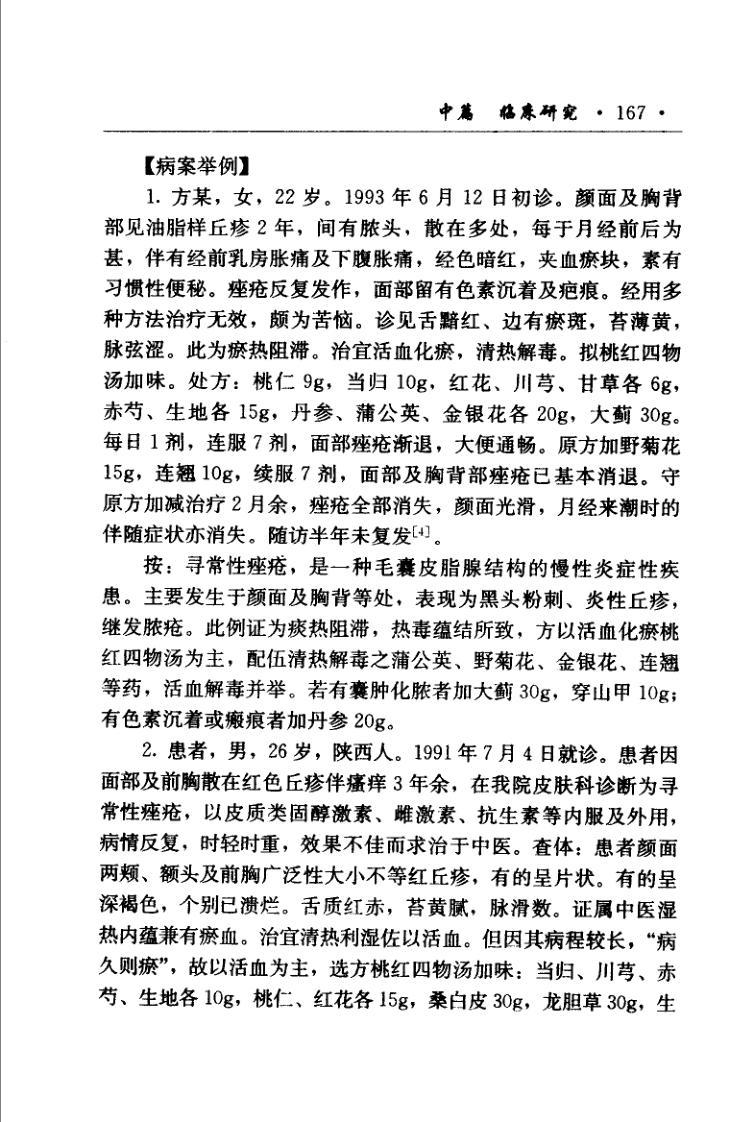 中篇　临床研究 · 167 ·
【病案举例】
1. 方某，女，22 岁。1993 年 6 月 12 日初诊。颜面及胸背
部见油脂样丘疹 2 年，间有脓头，散在多处，每于月经前后为
甚，伴有经前乳房胀痛及下腹胀痛，经色暗红，夹血瘀块，素有
习惯性便秘。痤疮反复发作，面部留有色素沉着及疤痕。经用多
种方法治疗无效，颇为苦恼。诊见舌黯红、边有瘀斑，苔薄黄，
脉弦涩。此为瘀热阻滞。治宜活血化瘀，清热解毒。拟桃红四物
汤加味。处方：桃仁 9g，当归 10g，红花、川芎、甘草各 6g，
赤芍、生地各 15g，丹参、蒲公英、金银花各 20g，大蓟 30g。
每日 1 剂，连服 7 剂，面部痤疮渐退，大便通畅。原方加野菊花
15g，连翘 10g，续服 7 剂，面部及胸背部痤疮已基本消退。守
原方加减治疗 2 月余，痤疮全部消失，颜面光滑，月经来潮时的
伴随症状亦消失。随访半年未复发[4]。
按：寻常性痤疮，是一种毛囊皮脂腺结构的慢性炎症性疾
患。主要发生于颜面及胸背等处，表现为黑头粉刺、炎性丘疹，
继发脓疮。此例证为痰热阻滞，热毒蕴结所致，方以活血化瘀桃
红四物汤为主，配伍清热解毒之蒲公英、野菊花、金银花、连翘
等药，活血解毒并举。若有囊肿化脓者加大蓟 30g，穿山甲 10g；
有色素沉着或瘢痕者加丹参 20g。
2. 患者，男，26 岁，陕西人。1991 年 7 月 4 日就诊。患者因
面部及前胸散在红色丘疹伴瘙痒 3 年余，在我院皮肤科诊断为寻
常性痤疮，以皮质类固醇激素、雌激素、抗生素等内服及外用，
病情反复，时轻时重，效果不佳而求治于中医。查体：患者颜面
两颊、额头及前胸广泛性大小不等红丘疹，有的呈片状。有的呈
深褐色，个别已溃烂。舌质红赤，苔黄腻，脉滑数。证属中医湿
热内蕴兼有瘀血。治宜清热利湿佐以活血。但因其病程较长，“病
久则瘀”，故以活血为主，选方桃红四物汤加味：当归、川芎、赤
芍、生地各 10g，桃仁、红花各 15g，桑白皮 30g，龙胆草 30g，生